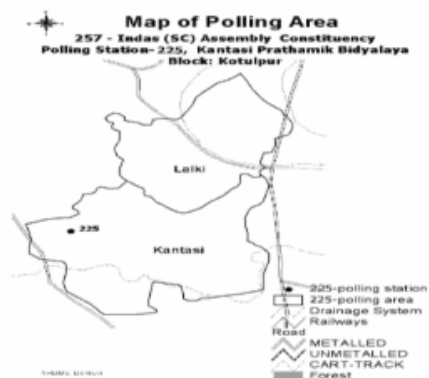 Map of Polling Area
257 - Indas (SC) Assembly Constituency
Polling Station-225, Kantasi Prathamik Bidyalaya
Block: Kotulpur
Lalki
225
Kantasi
225-polling station
225-polling area
Drainage System
Railways
Road
METALLED
UNMETALLED
CART-TRACK
Forest